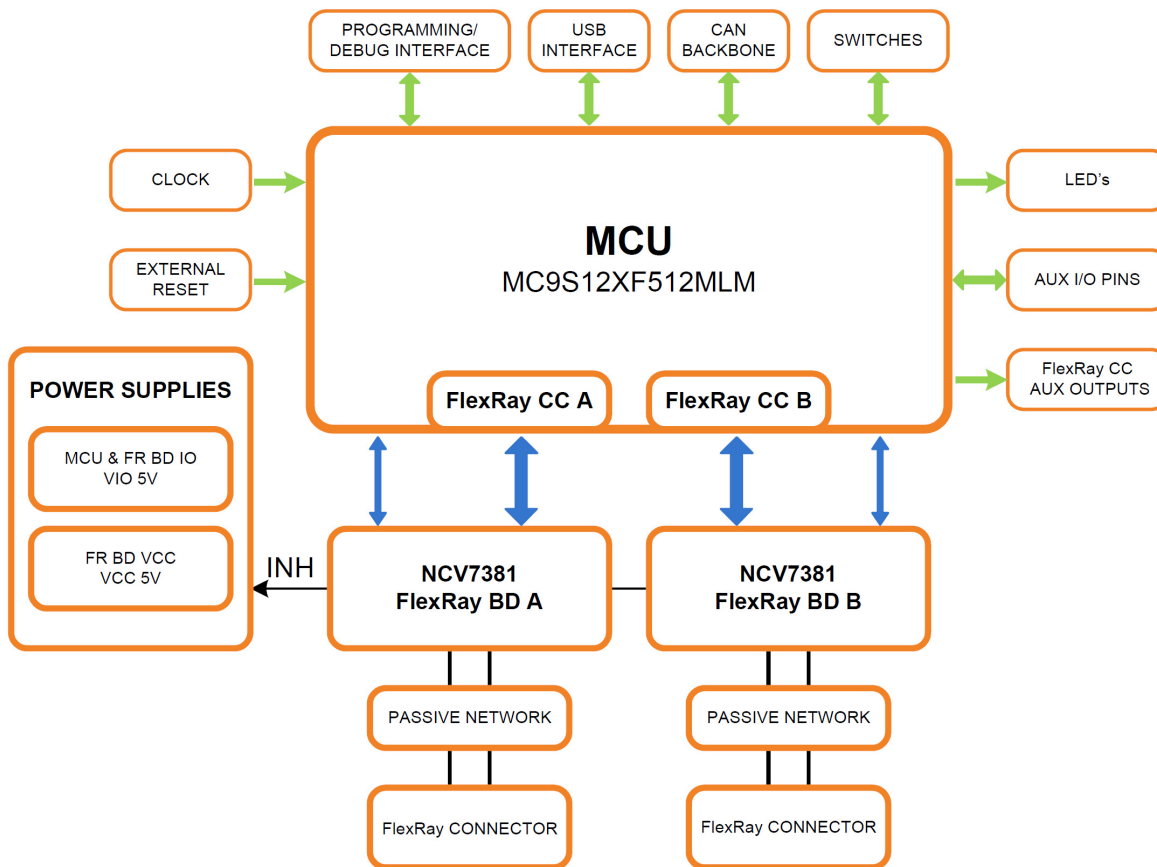 PROGRAMMING/
DEBUG INTERFACE
USB
INTERFACE
CAN
BACKBONE
SWITCHES
CLOCK
EXTERNAL
RESET
MCU
MC9S12XF512MLM
LED's
AUX I/O PINS
FlexRay CC
AUX OUTPUTS
FlexRay CC A
FlexRay CC B
POWER SUPPLIES
MCU & FR BD IO
VIO 5V
FR BD VCC
VCC 5V
INH
NCV7381
FlexRay BD A
NCV7381
FlexRay BD B
PASSIVE NETWORK
PASSIVE NETWORK
FlexRay CONNECTOR
FlexRay CONNECTOR